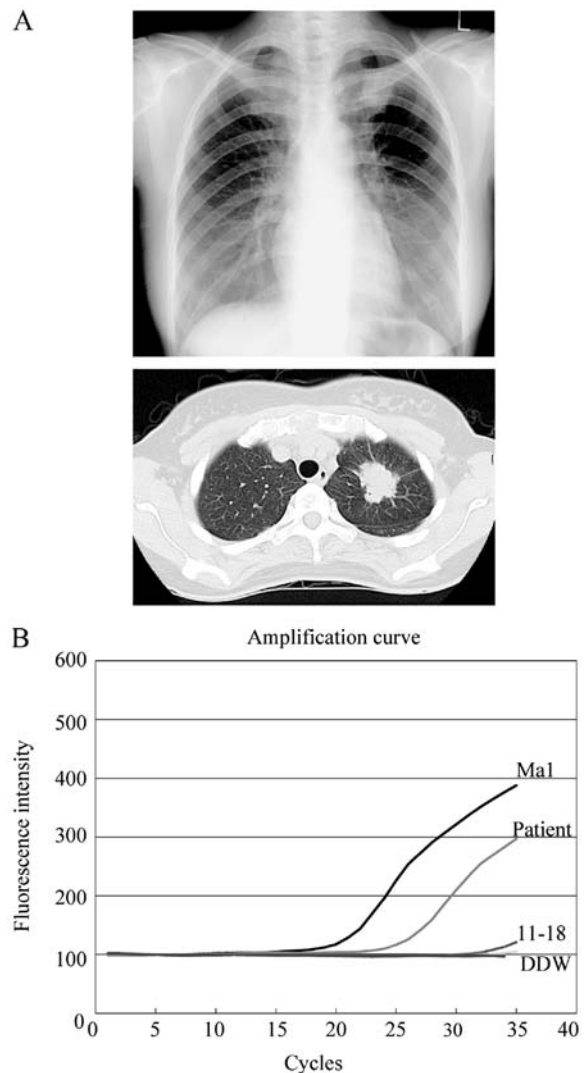 A
L
B
Amplification curve
600
500
400
300
200
100
0
Fluorescence intensity
Ma1
Patient
11-18
DDW
0 5 10 15 20 25 30 35 40
Cycles